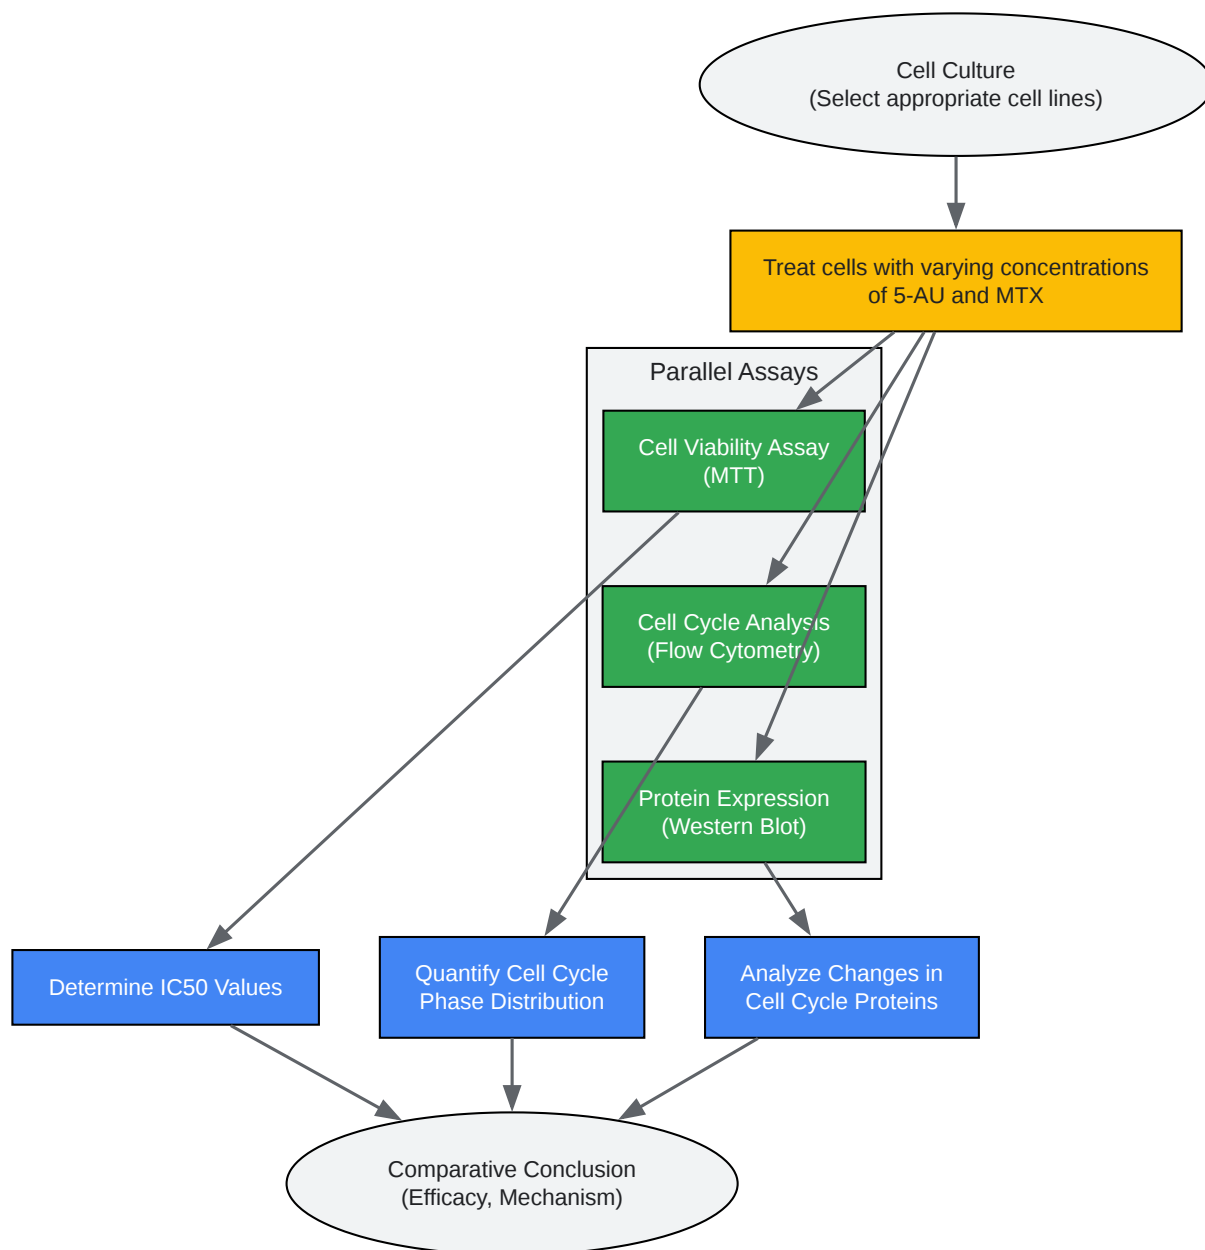 Cell Culture
(Select appropriate cell lines)
Treat cells with varying concentrations
of 5-AU and MTX
Parallel Assays
Cell Viability Assay
(MTT)
Cell Cycle Analysis
(Flow Cytometry)
Protein Expression
(Western Blot)
Determine IC50 Values
Quantify Cell Cycle
Phase Distribution
Analyze Changes in
Cell Cycle Proteins
Comparative Conclusion
(Efficacy, Mechanism)